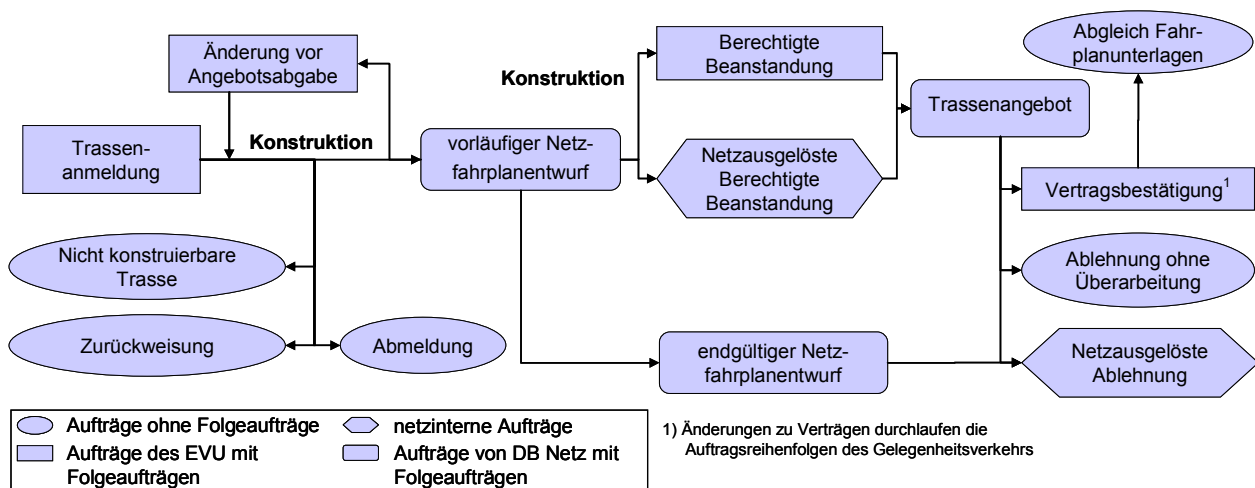 Änderung vor
Angebotsabgabe
Trassen-
anmeldung
Konstruktion
vorläufiger Netz-
fahrplanentwurf
Konstruktion
Berechtigte
Beanstandung
Netzausgelöste
Berechtigte
Beanstandung
Trassenangebot
Abgleich Fahr-
planunterlagen
Vertragsbestätigung¹
Nicht konstruierbare
Trasse
Ablehnung ohne
Überarbeitung
Zurückweisung
Abmeldung
endgültiger Netz-
fahrplanentwurf
Netzausgelöste
Ablehnung
Aufträge ohne Folgeaufträge
Aufträge des EVU mit
Folgeaufträgen
netzinterne Aufträge
Aufträge von DB Netz mit
Folgeaufträgen
1) Änderungen zu Verträgen durchlaufen die
Auftragsreihenfolgen des Gelegenheitsverkehrs